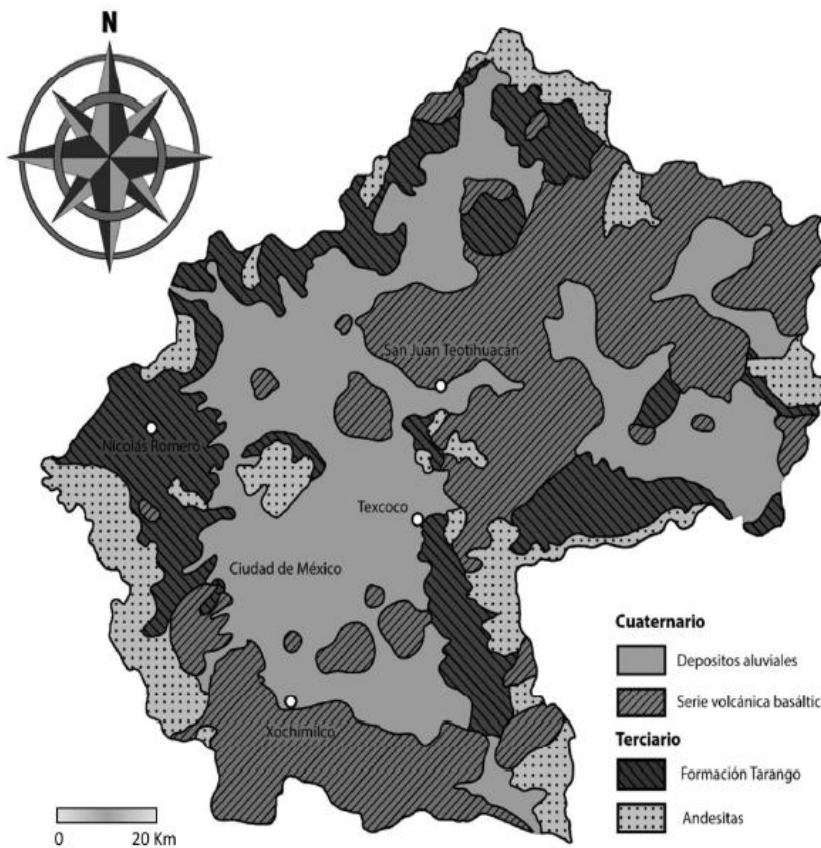 N
San Juan Teotihuacán
Nicolás Romero
Texcoco
Ciudad de México
Xochimilco
Cuaternario
Depositos aluviales
Serie volcánica basáltic
Terciario
Formación Tarango
Andesitas
0 20 Km